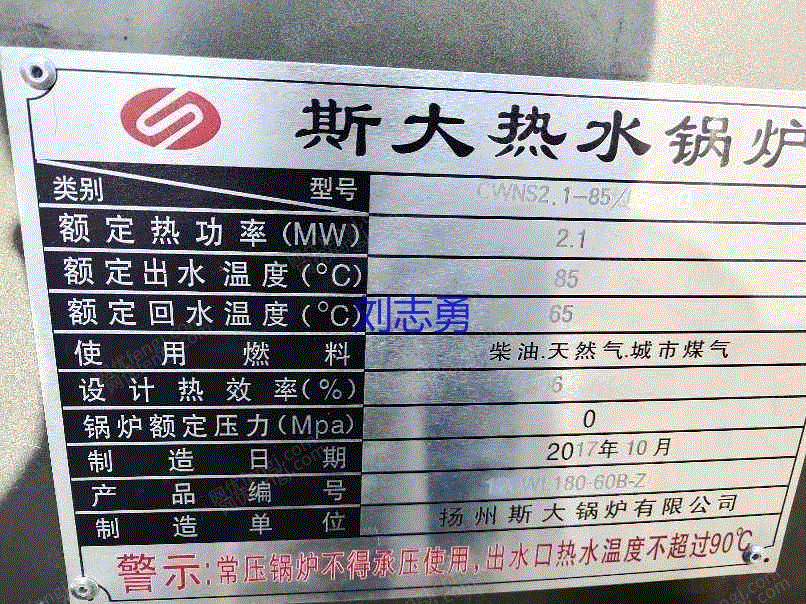 斯大热水锅炉
类别 型号 CWNS2.1-85/
额定热功率(MW) 2.1
额定出水温度(°C) 85
额定回水温度(°C) 65
刘志勇
使用燃料 柴油.天然气.城市煤气
设计热效率(%)
锅炉额定压力(Mpa) 0
制造日期 2017年10月
产品编号 180-60B-Z
制造单位 扬州斯大锅炉有限公司
警示:常压锅炉不得承压使用,出水口热水温度不超过90℃